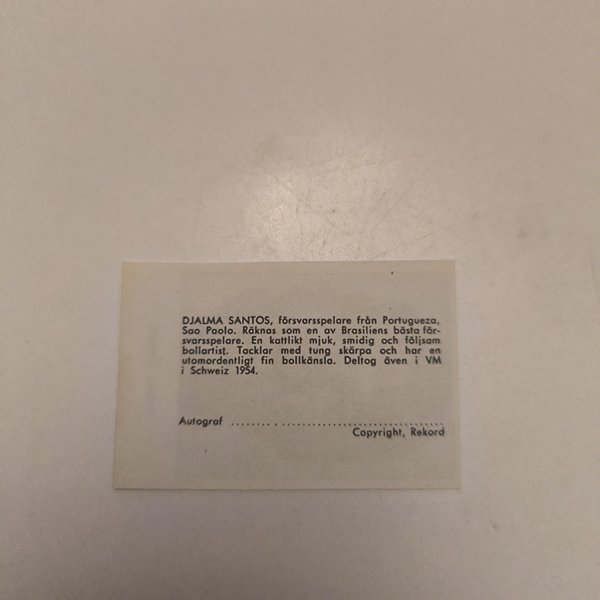 DJALMA SANTOS, försvarsspelare från Portugueza,
Sao Paolo. Räknas som en av Brasiliens bästa för-
svarsspelare. En kattlikt mjuk, smidig och följsam
bollartist. Tacklar med tung skärpa och har en
utomordentligt fin bollkänsla. Deltog även i VM
i Schweiz 1954.
Autograf ........................................
Copyright, Rekord